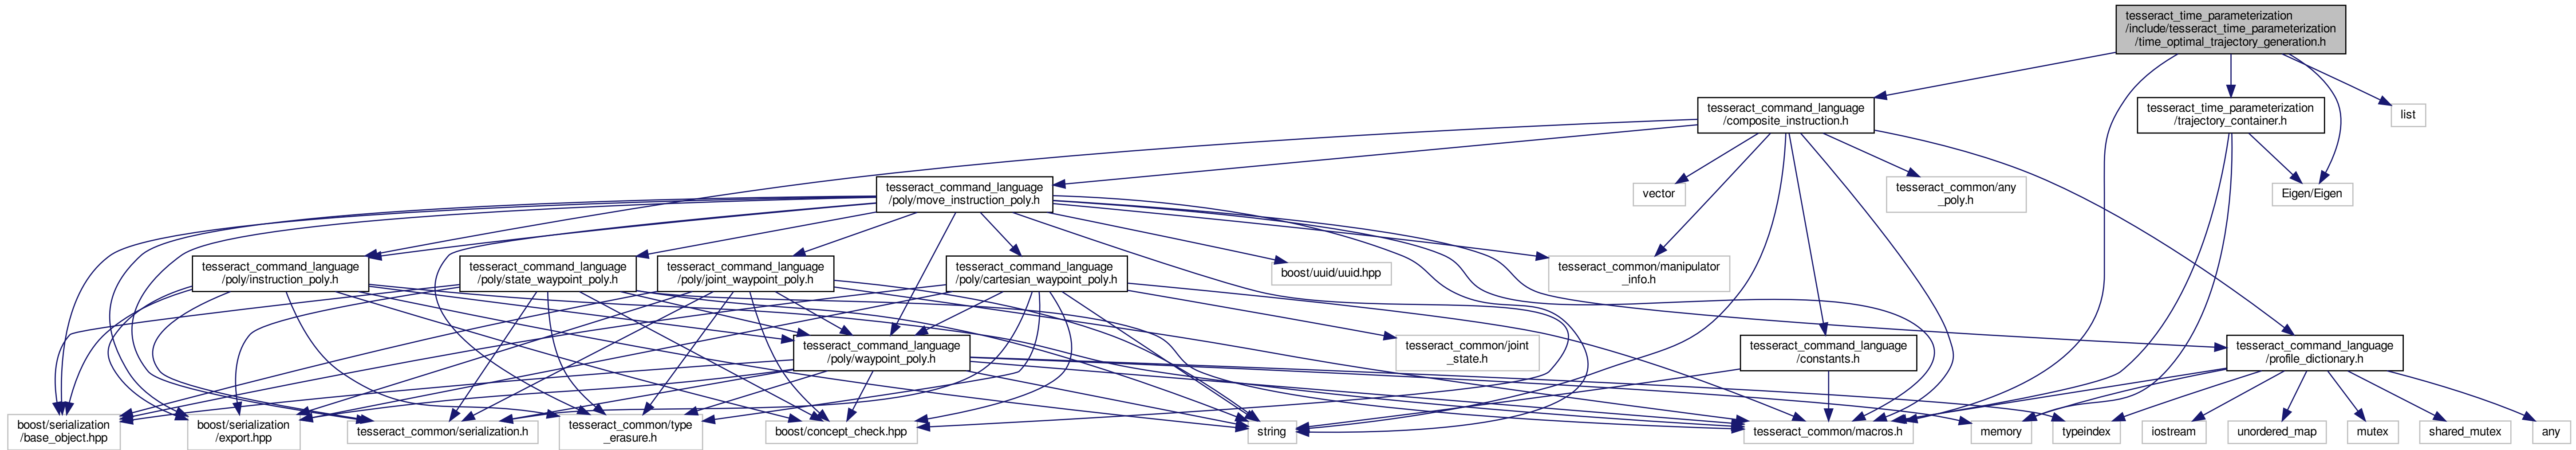 tesseract_time_parameterization
/include/tesseract_time_parameterization
/time_optimal_trajectory_generation.h
tesseract_command_language
/composite_instruction.h
tesseract_time_parameterization
/trajectory_container.h
list
tesseract_command_language
/poly/move_instruction_poly.h
vector
tesseract_common/any
_poly.h
Eigen/Eigen
tesseract_command_language
/poly/instruction_poly.h
tesseract_command_language
/poly/state_waypoint_poly.h
tesseract_command_language
/poly/joint_waypoint_poly.h
tesseract_command_language
/poly/cartesian_waypoint_poly.h
boost/uuid/uuid.hpp
tesseract_common/manipulator
_info.h
tesseract_command_language
/poly/waypoint_poly.h
tesseract_common/joint
_state.h
tesseract_command_language
/constants.h
tesseract_command_language
/profile_dictionary.h
boost/serialization
/base_object.hpp
boost/serialization
/export.hpp
tesseract_common/serialization.h
tesseract_common/type
_erasure.h
boost/concept_check.hpp
string
tesseract_common/macros.h
memory
typeindex
iostream
unordered_map
mutex
shared_mutex
any